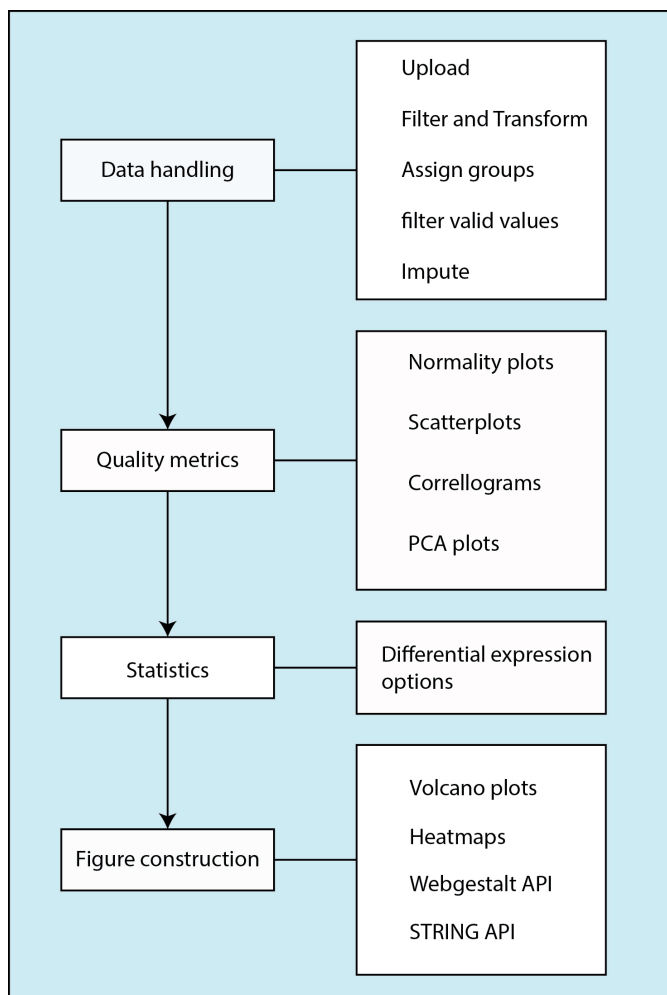 Data handling
Upload
Filter and Transform
Assign groups
filter valid values
Impute
Quality metrics
Normality plots
Scatterplots
Correllograms
PCA plots
Statistics
Differential expression
options
Figure construction
Volcano plots
Heatmaps
Webgestalt API
STRING API